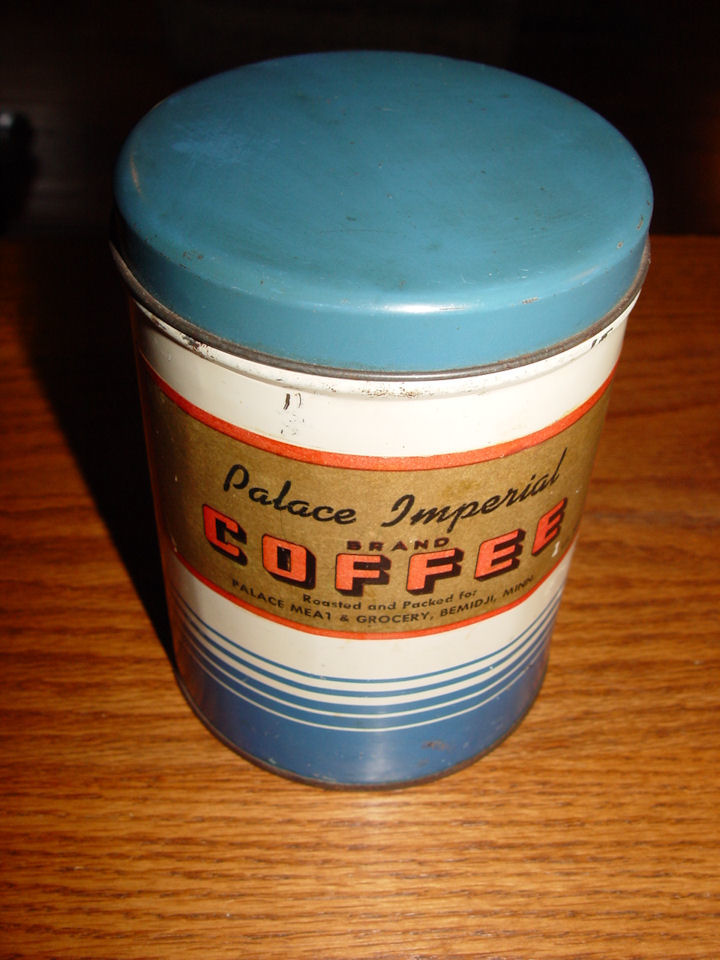 Palace Imperial
BRAND
COFFEE
Roasted and Packed for
PALACE MEAT & GROCERY, BEMIDJI, MINN.